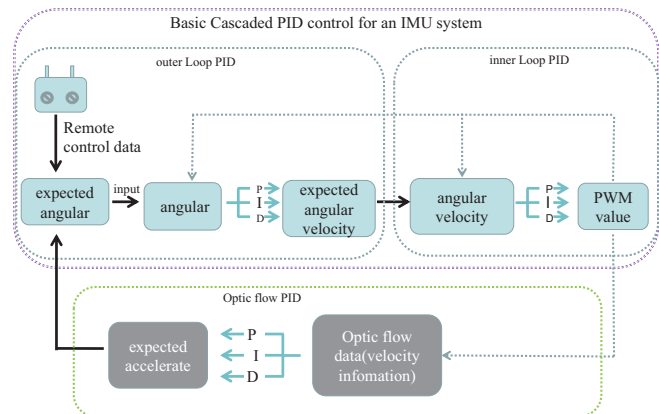 Basic Cascaded PID control for an IMU system
outer Loop PID
inner Loop PID
Remote
control data
expected
angular
input
angular
P
I
D
expected
angular
velocity
angular
velocity
P
I
D
PWM
value
Optic flow PID
expected
accelerate
P
I
D
Optic flow
data(velocity
infomation)